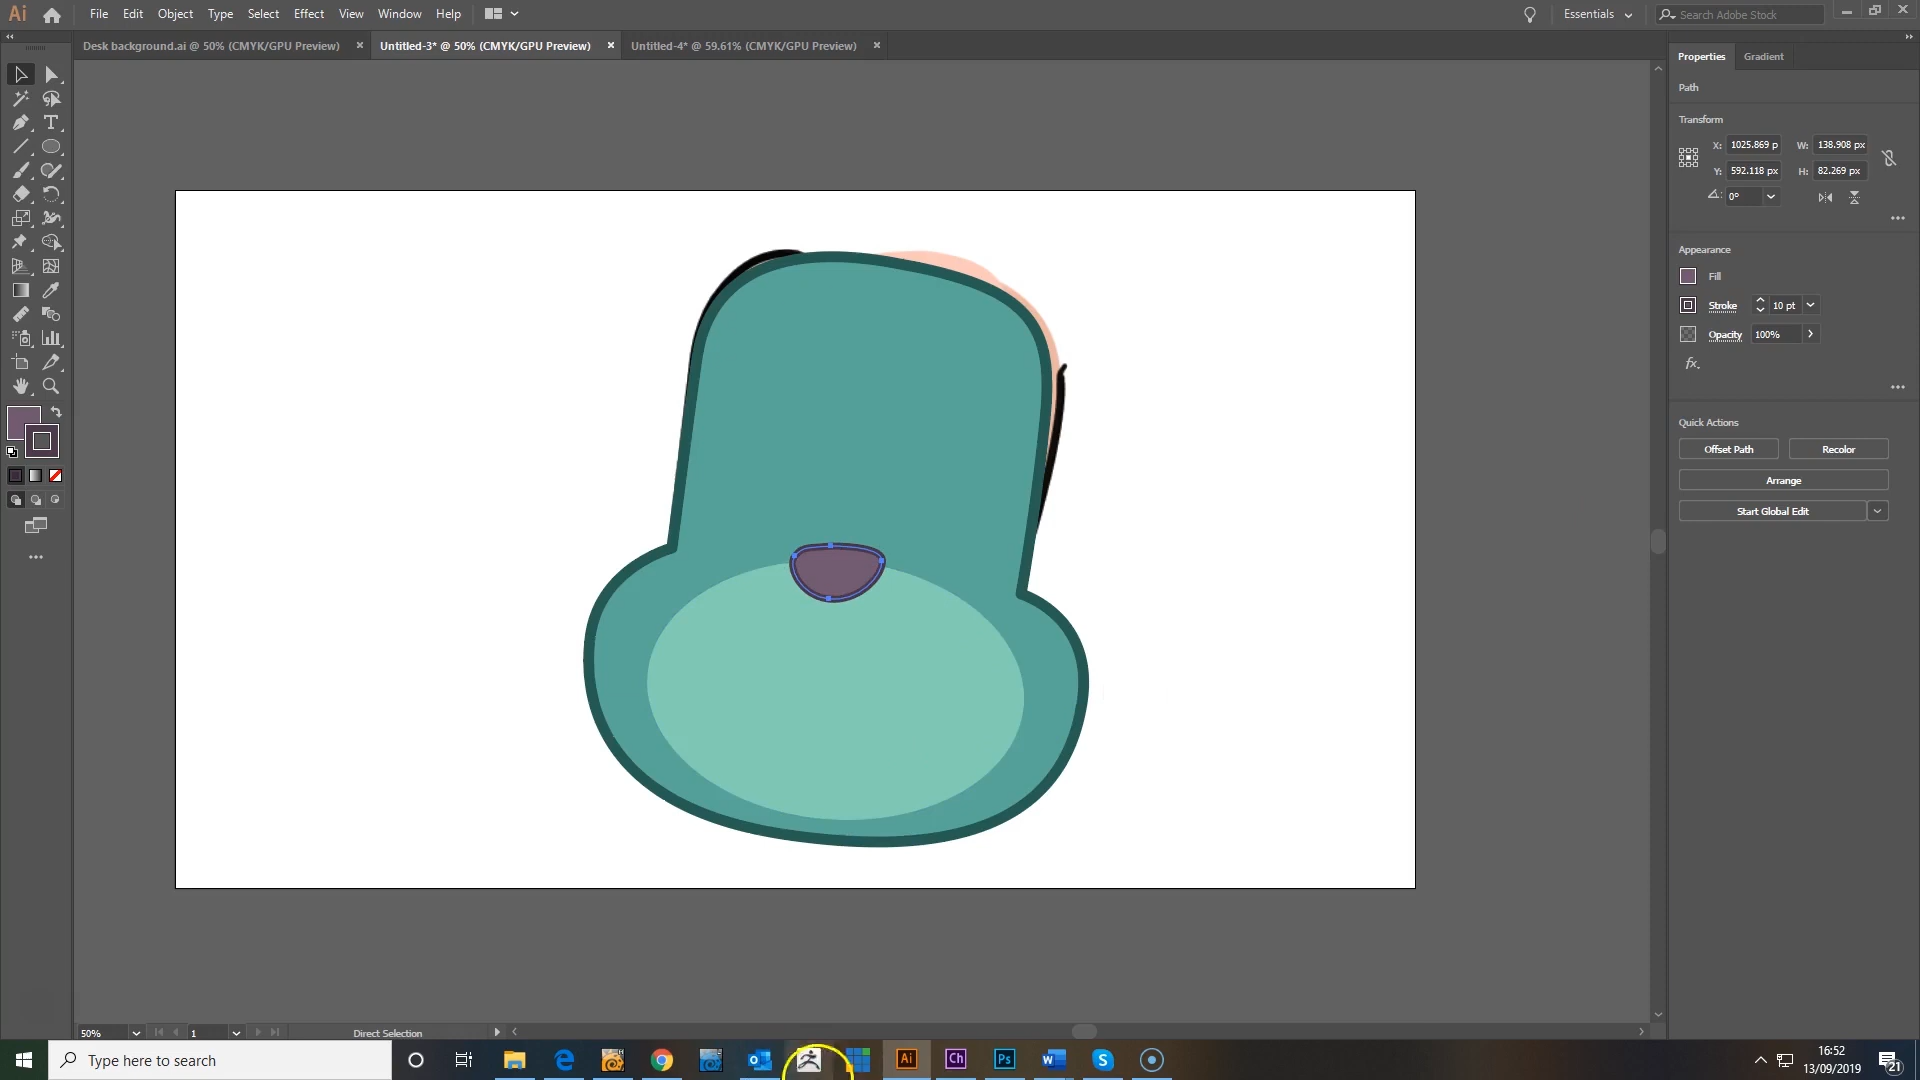 Ai File Edit Object Type Select Effect View Window Help Essentials Search Adobe Stock
Desk background.ai @ 50% (CMYK/GPU Preview) × Untitled-3* @ 50% (CMYK/GPU Preview) × Untitled-4* @ 59.61% (CMYK/GPU Preview) ×
Properties Gradient
Path
Transform
X: 1025.869 p W: 138.908 px
Y: 592.118 px H: 82.269 px
0°
Appearance
Fill
Stroke 10 pt
Opacity 100%
fx.
Quick Actions
Offset Path Recolor
Arrange
Start Global Edit
50% 1 Direct Selection
Type here to search
Ai Ch Ps W S
16:52
13/09/2019
21